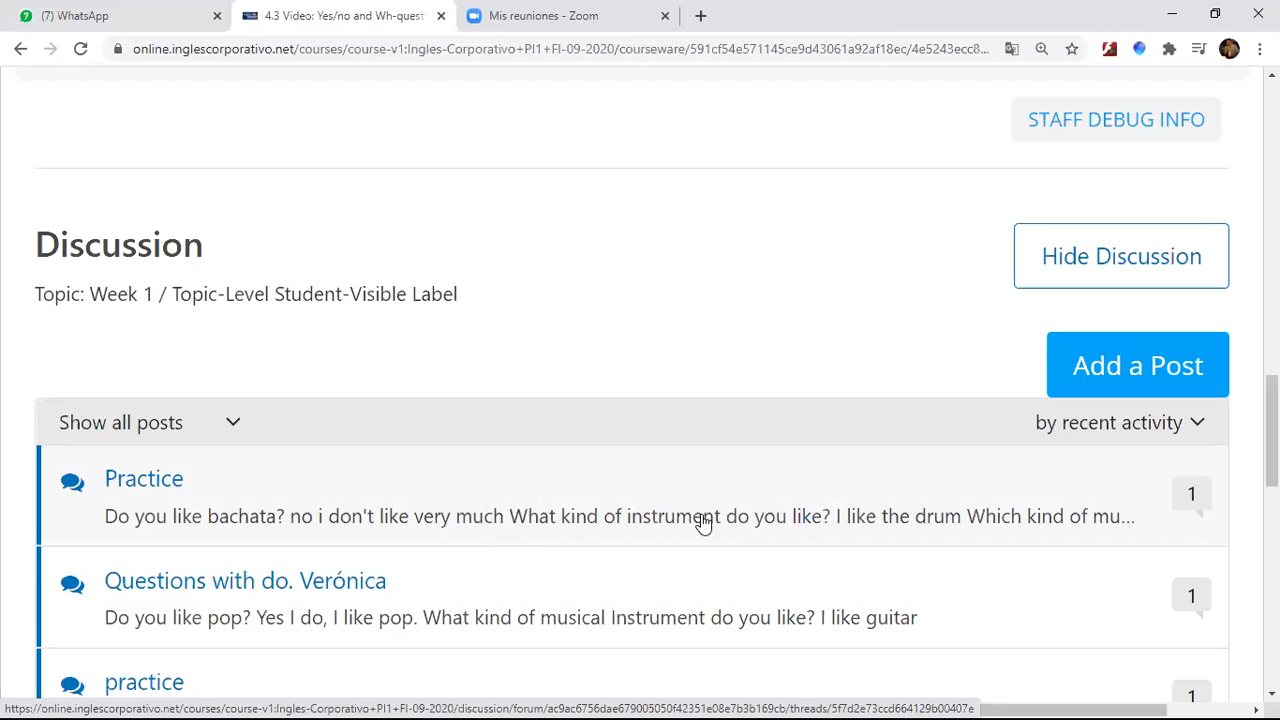 (7) WhatsApp
4.3 Video: Yes/no and Wh-quest
Mis reuniones - Zoom
online.inglescorporativo.net/courses/course-v1:Ingles-Corporativo+PI1+FI-09-2020/courseware/591cf54e571145ce9d43061a92af18ec/4e5243ecc8...
STAFF DEBUG INFO
Discussion
Hide Discussion
Topic: Week 1 / Topic-Level Student-Visible Label
Add a Post
Show all posts
by recent activity
Practice
1
Do you like bachata? no i don't like very much What kind of instrument do you like? I like the drum Which kind of mu...
Questions with do. Verónica
1
Do you like pop? Yes I do, I like pop. What kind of musical Instrument do you like? I like guitar
practice
1
https://online.inglescorporativo.net/courses/course-v1:Ingles-Corporativo+PI1+FI-09-2020/discussion/forum/ac9ac6756dae679005050f42351e08e7b3b169cb/threads/5f7d2e73ccd664129b00407e